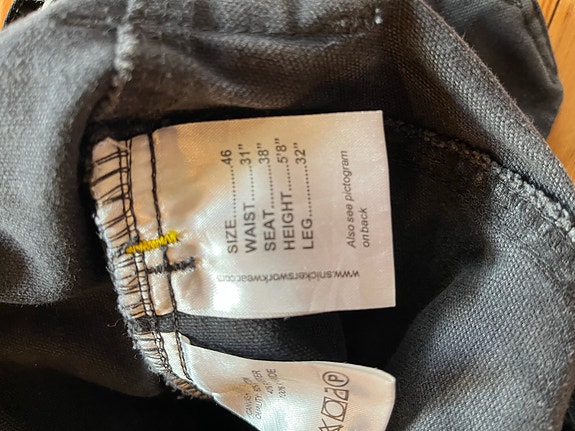 SIZE..............46
WAIST..........31"
SEAT............38"
HEIGHT.......5'8"
LEG..............32"
Also see pictogram
on back
www.snickersworkwear.com